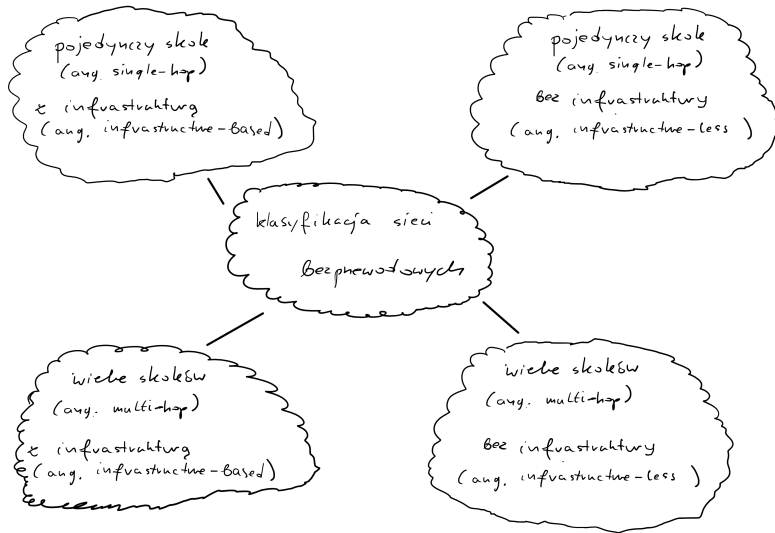 pojedynczy skok
(ang. single-hop)
z infrastrukturą
(ang. infrastructure-based)
pojedynczy skok
(ang. single-hop)
bez infrastruktury
(ang. infrastructure-less)
klasyfikacja sieci
bezprzewodowych
wiele skoków
(ang. multi-hop)
z infrastrukturą
(ang. infrastructure-based)
wiele skoków
(ang. multi-hop)
bez infrastruktury
(ang. infrastructure-less)